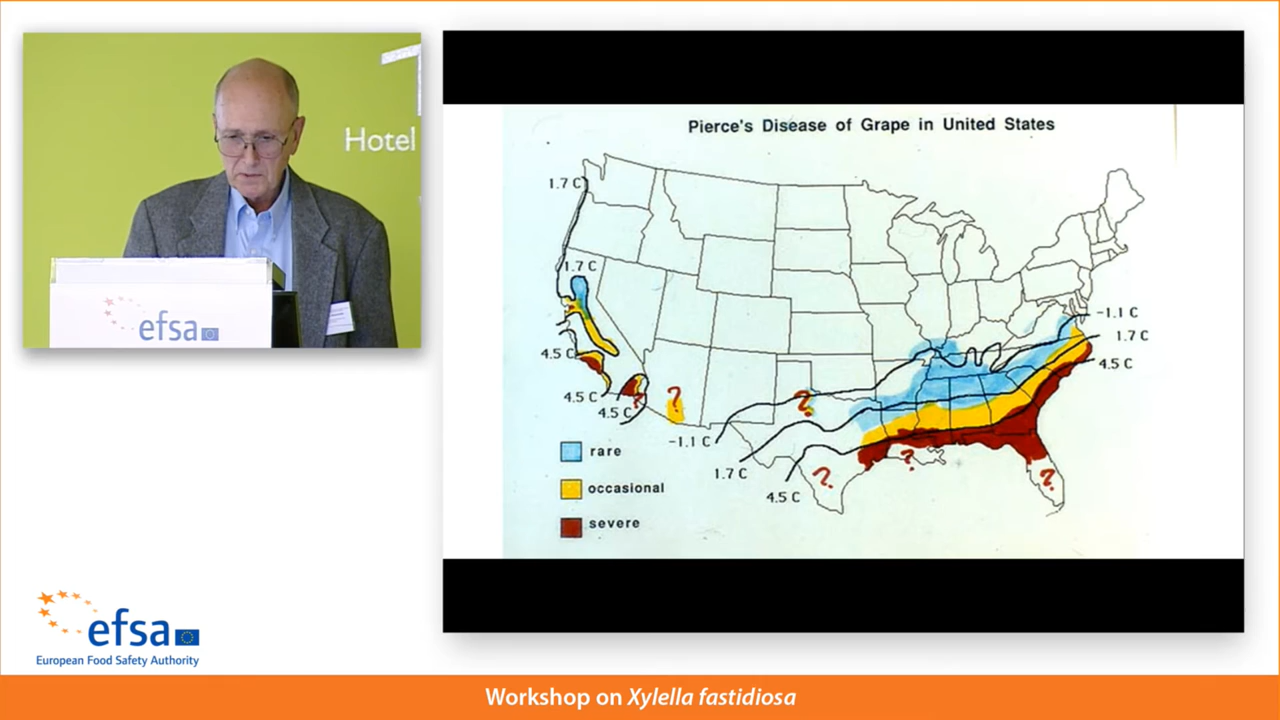 Hotel
efsa
Pierce's Disease of Grape in United States
1.7 C
1.7 C
4.5 C
4.5 C
4.5 C
?
?
?
-1.1 C
1.7 C
4.5 C
-1.1 C
1.7 C
4.5 C
?
?
?
rare
occasional
severe
efsa
European Food Safety Authority
Workshop on Xylella fastidiosa